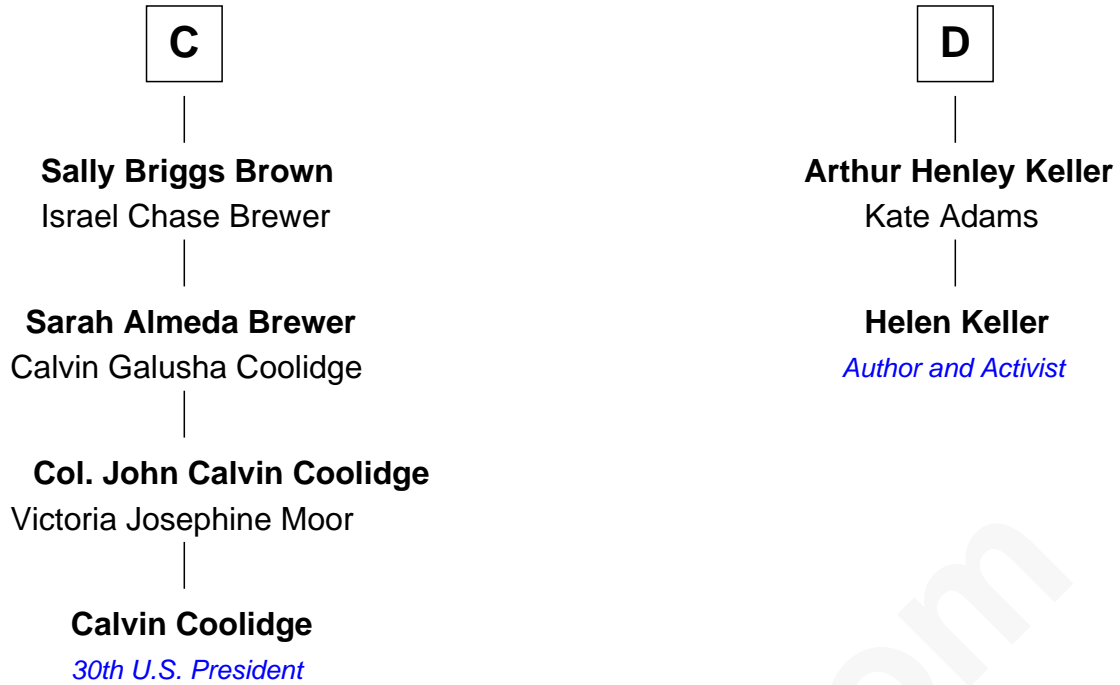 C
Sally Briggs Brown
Israel Chase Brewer
Sarah Almeda Brewer
Calvin Galusha Coolidge
Col. John Calvin Coolidge
Victoria Josephine Moor
Calvin Coolidge
30th U.S. President
D
Arthur Henley Keller
Kate Adams
Helen Keller
Author and Activist
om